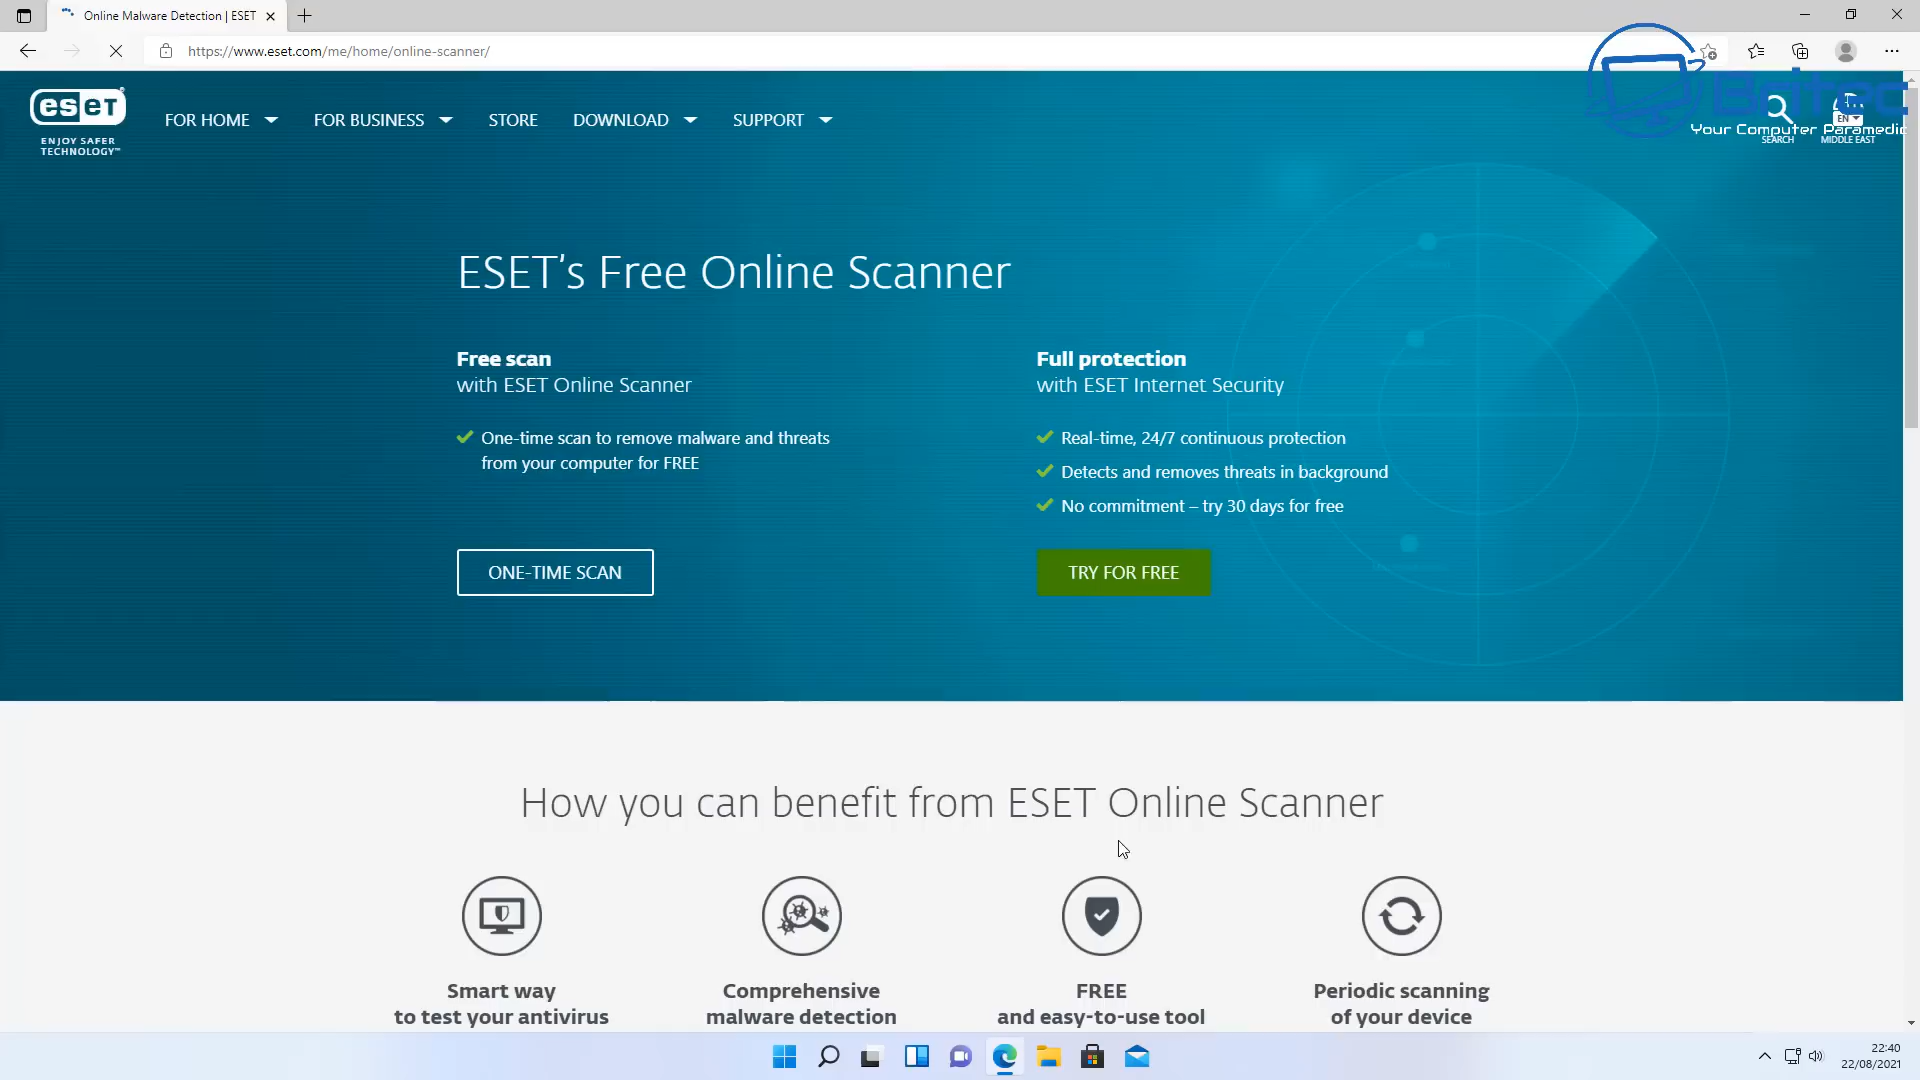 Online Malware Detection | ESET
https://www.eset.com/me/home/online-scanner/
Britec
Your Computer Paramedic
eseT
ENJOY SAFER
TECHNOLOGY™
FOR HOME
FOR BUSINESS
STORE
DOWNLOAD
SUPPORT
SEARCH
EN
MIDDLE EAST
ESET's Free Online Scanner
Free scan
with ESET Online Scanner
One-time scan to remove malware and threats
from your computer for FREE
ONE-TIME SCAN
Full protection
with ESET Internet Security
Real-time, 24/7 continuous protection
Detects and removes threats in background
No commitment – try 30 days for free
TRY FOR FREE
How you can benefit from ESET Online Scanner
Smart way
to test your antivirus
Comprehensive
malware detection
FREE
and easy-to-use tool
Periodic scanning
of your device
22:40
22/08/2021